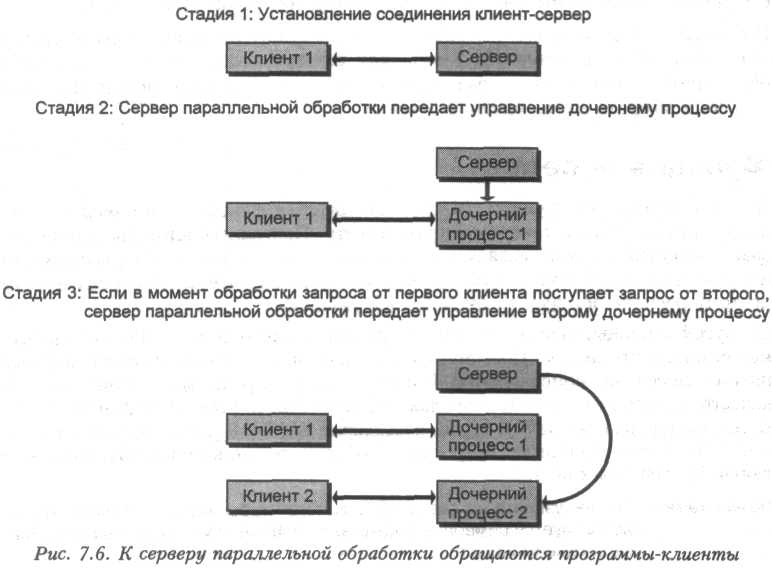 Стадия 1: Установление соединения клиент-сервер
Клиент 1
Сервер
Стадия 2: Сервер параллельной обработки передает управление дочернему процессу
Сервер
Клиент 1
Дочерний
процесс 1
Стадия 3: Если в момент обработки запроса от первого клиента поступает запрос от второго,
сервер параллельной обработки передает управление второму дочернему процессу
Сервер
Клиент 1
Дочерний
процесс 1
Клиент 2
Дочерний
процесс 2
Рис. 7.6. К серверу параллельной обработки обращаются программы-клиенты